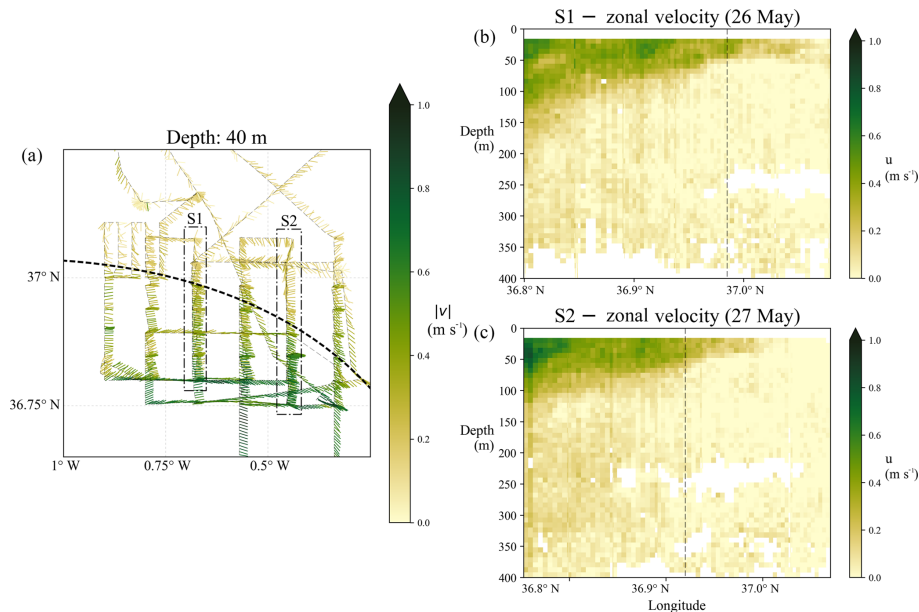 (a)
Depth: 40 m
S1
S2
37° N
36.75° N
1° W
0.75° W
0.5° W
1.0
0.8
0.6
0.4
0.2
0.0
|v|
(m s⁻¹)
(b)
S1 − zonal velocity (26 May)
0
50
100
150
200
250
300
350
400
Depth
(m)
36.8° N
36.9° N
37.0° N
1.0
0.8
0.6
0.4
0.2
0.0
u
(m s⁻¹)
(c)
S2 − zonal velocity (27 May)
0
50
100
150
200
250
300
350
400
Depth
(m)
36.8° N
36.9° N
37.0° N
Longitude
1.0
0.8
0.6
0.4
0.2
0.0
u
(m s⁻¹)